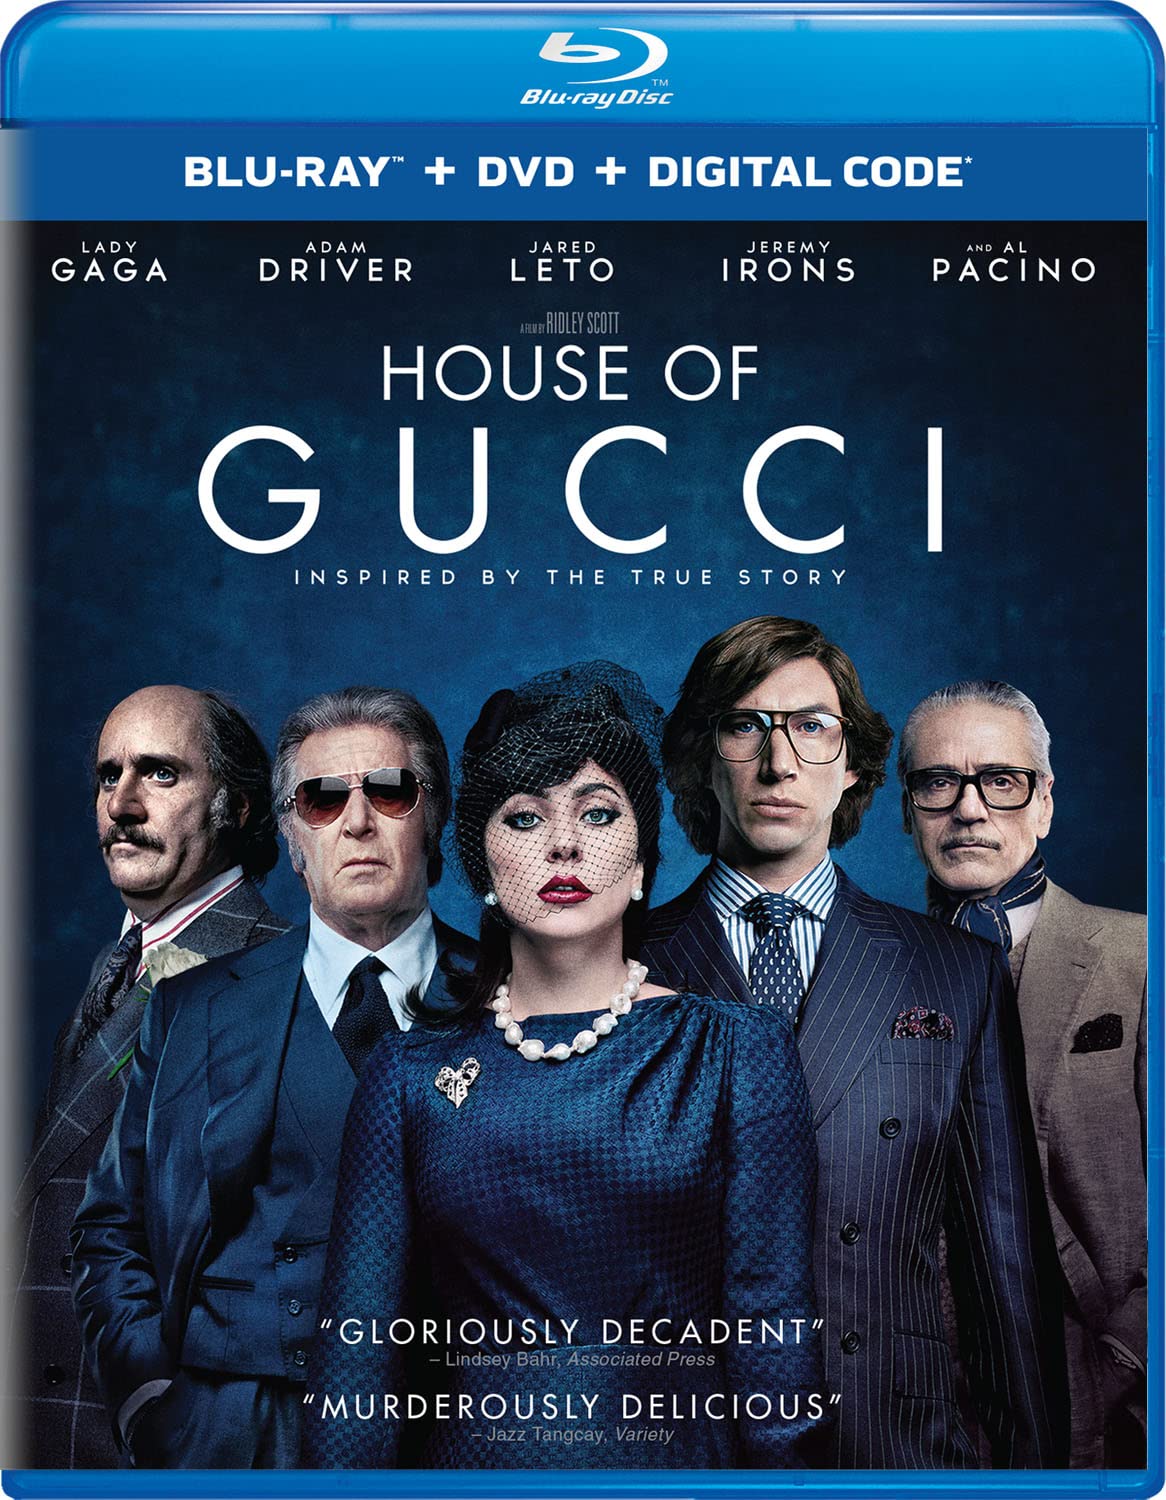 Blu-ray Disc™
BLU-RAY™ + DVD + DIGITAL CODE*
LADY GAGA
ADAM DRIVER
JARED LETO
JEREMY IRONS
AND AL PACINO
A FILM BY RIDLEY SCOTT
HOUSE OF
GUCCI
INSPIRED BY THE TRUE STORY
"GLORIOUSLY DECADENT"
– Lindsey Bahr, Associated Press
"MURDEROUSLY DELICIOUS"
– Jazz Tangcay, Variety